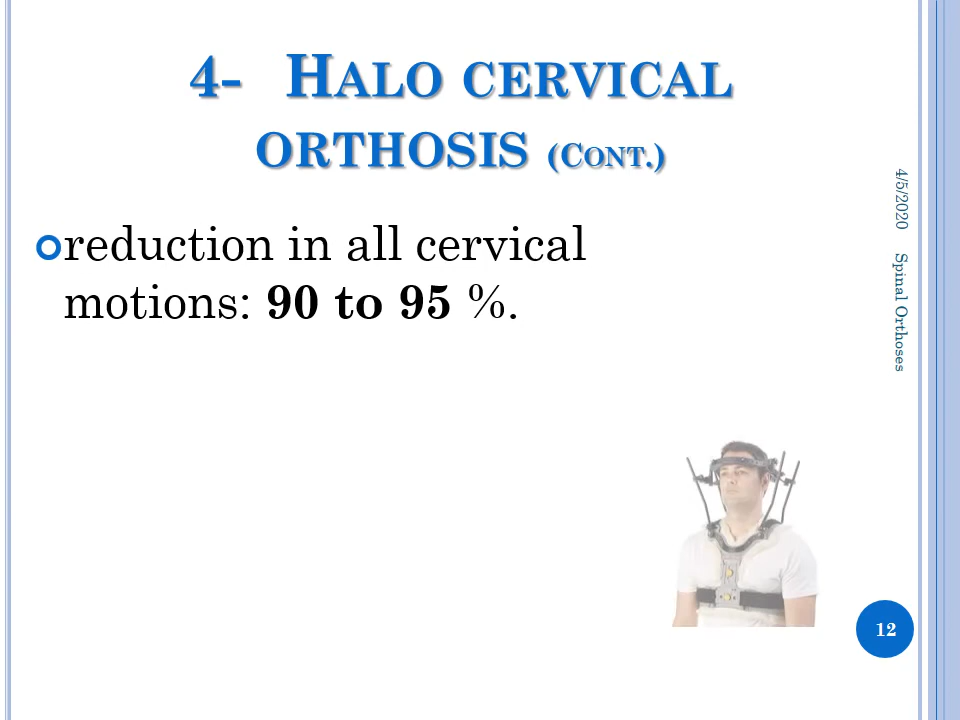 4- HALO CERVICAL
ORTHOSIS (CONT.)
reduction in all cervical
motions: 90 to 95 %.
4/5/2020
Spinal Orthoses
12